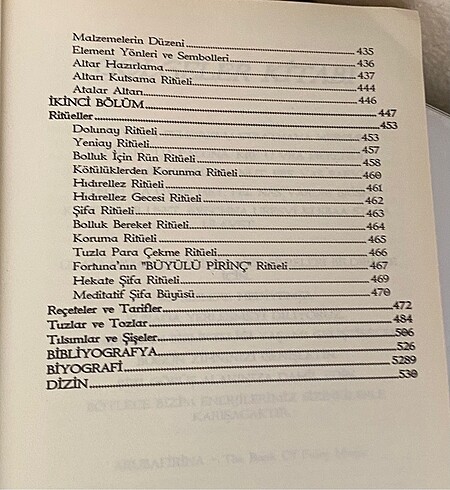 Malzemelerin Düzeni 435
Element Yönleri ve Sembolleri 436
Altar Hazırlama 437
Altarı Kutsama Ritüeli 444
Atalar Altarı 446
İKİNCİ BÖLÜM 447
Ritüeller 453
Dolunay Ritüeli 453
Yeniay Ritüeli 457
Bolluk İçin Rün Ritüeli 458
Kötülüklerden Korunma Ritüeli 460
Hıdırellez Ritüeli 461
Hıdırellez Gecesi Ritüeli 462
Şifa Ritüeli 463
Bolluk Bereket Ritüeli 464
Koruma Ritüeli 465
Tuzla Para Çekme Ritüeli 466
Fortuna'nın "BÜYÜLÜ PİRİNÇ" Ritüeli 467
Hekate Şifa Ritüeli 469
Meditatif Şifa Büyüsü 470
Reçeteler ve Tarifler 472
Tuzlar ve Tozlar 484
Tılsımlar ve Şişeler 506
BİBLİYOGRAFYA 526
BİYOGRAFİ 5289
DİZİN 530